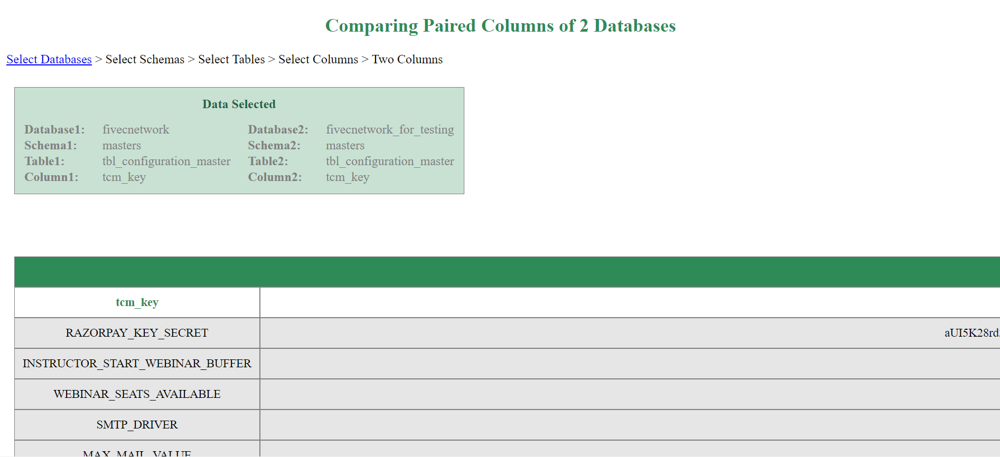 Comparing Paired Columns of 2 Databases
Select Databases > Select Schemas > Select Tables > Select Columns > Two Columns
Data Selected
Database1: fivecnetwork Database2: fivecnetwork_for_testing
Schema1: masters Schema2: masters
Table1: tbl_configuration_master Table2: tbl_configuration_master
Column1: tcm_key Column2: tcm_key
tcm_key
RAZORPAY_KEY_SECRET aUI5K28rd
INSTRUCTOR_START_WEBINAR_BUFFER
WEBINAR_SEATS_AVAILABLE
SMTP_DRIVER
MAX_MAIL_VALUE